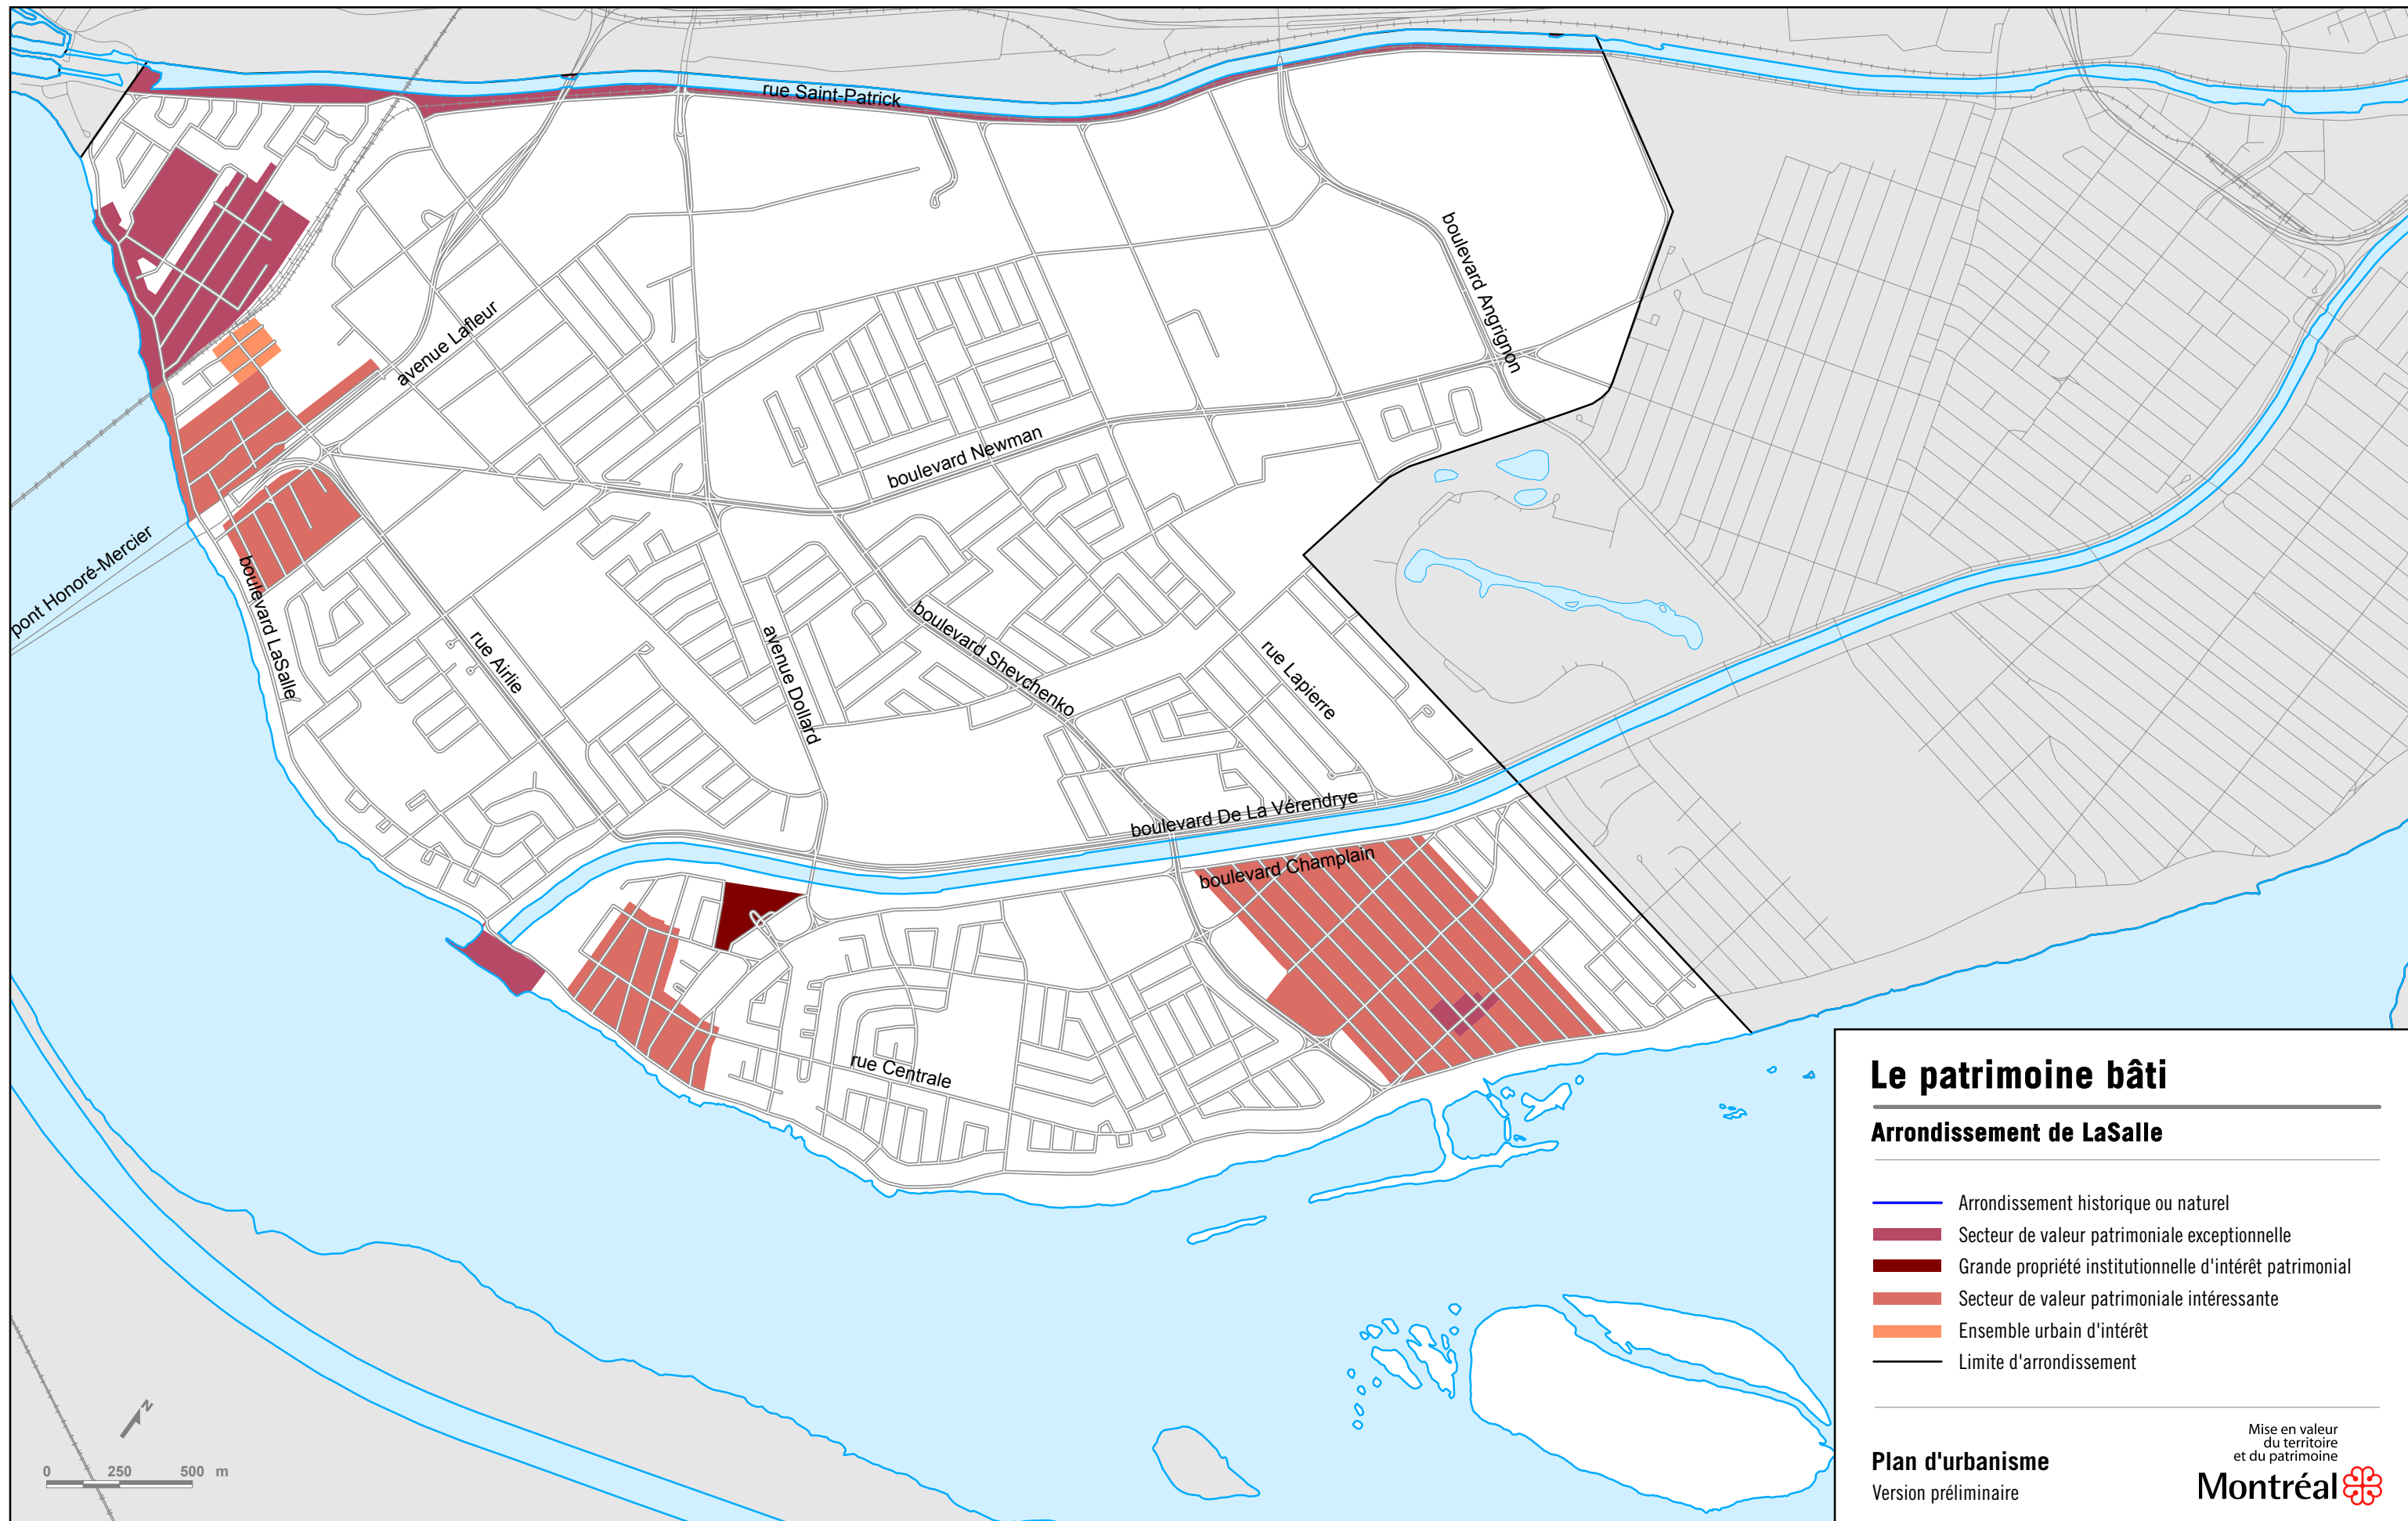 rue Saint-Patrick
boulevard Angrignon
avenue Lafleur
boulevard Newman
pont Honoré-Mercier
boulevard LaSalle
rue Airlie
avenue Dollard
boulevard Shevchenko
rue Lapierre
boulevard De La Vérendrye
boulevard Champlain
rue Centrale
Le patrimoine bâti
Arrondissement de LaSalle
Arrondissement historique ou naturel
Secteur de valeur patrimoniale exceptionnelle
Grande propriété institutionnelle d'intérêt patrimonial
Secteur de valeur patrimoniale intéressante
Ensemble urbain d'intérêt
Limite d'arrondissement
N
0 250 500 m
Plan d'urbanisme
Version préliminaire
Mise en valeur
du territoire
et du patrimoine
Montréal